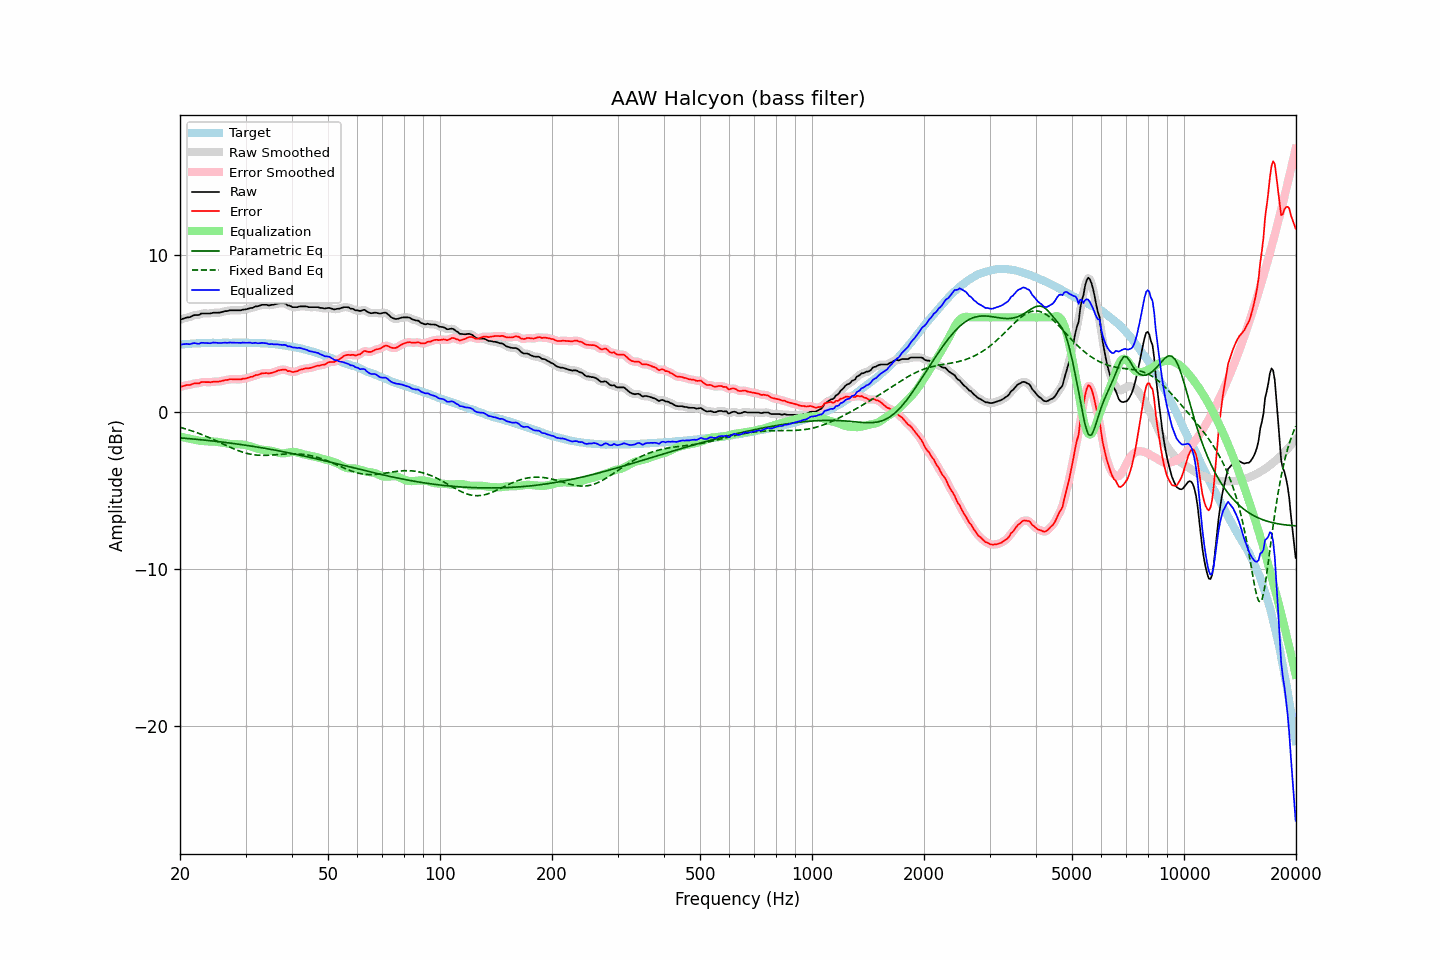 AAW Halcyon (bass filter)
Target
Raw Smoothed
Error Smoothed
Raw
Error
Equalization
Parametric Eq
Fixed Band Eq
Equalized
Amplitude (dBr)
10
0
−10
−20
20 50 100 200 500 1000 2000 5000 10000 20000
Frequency (Hz)